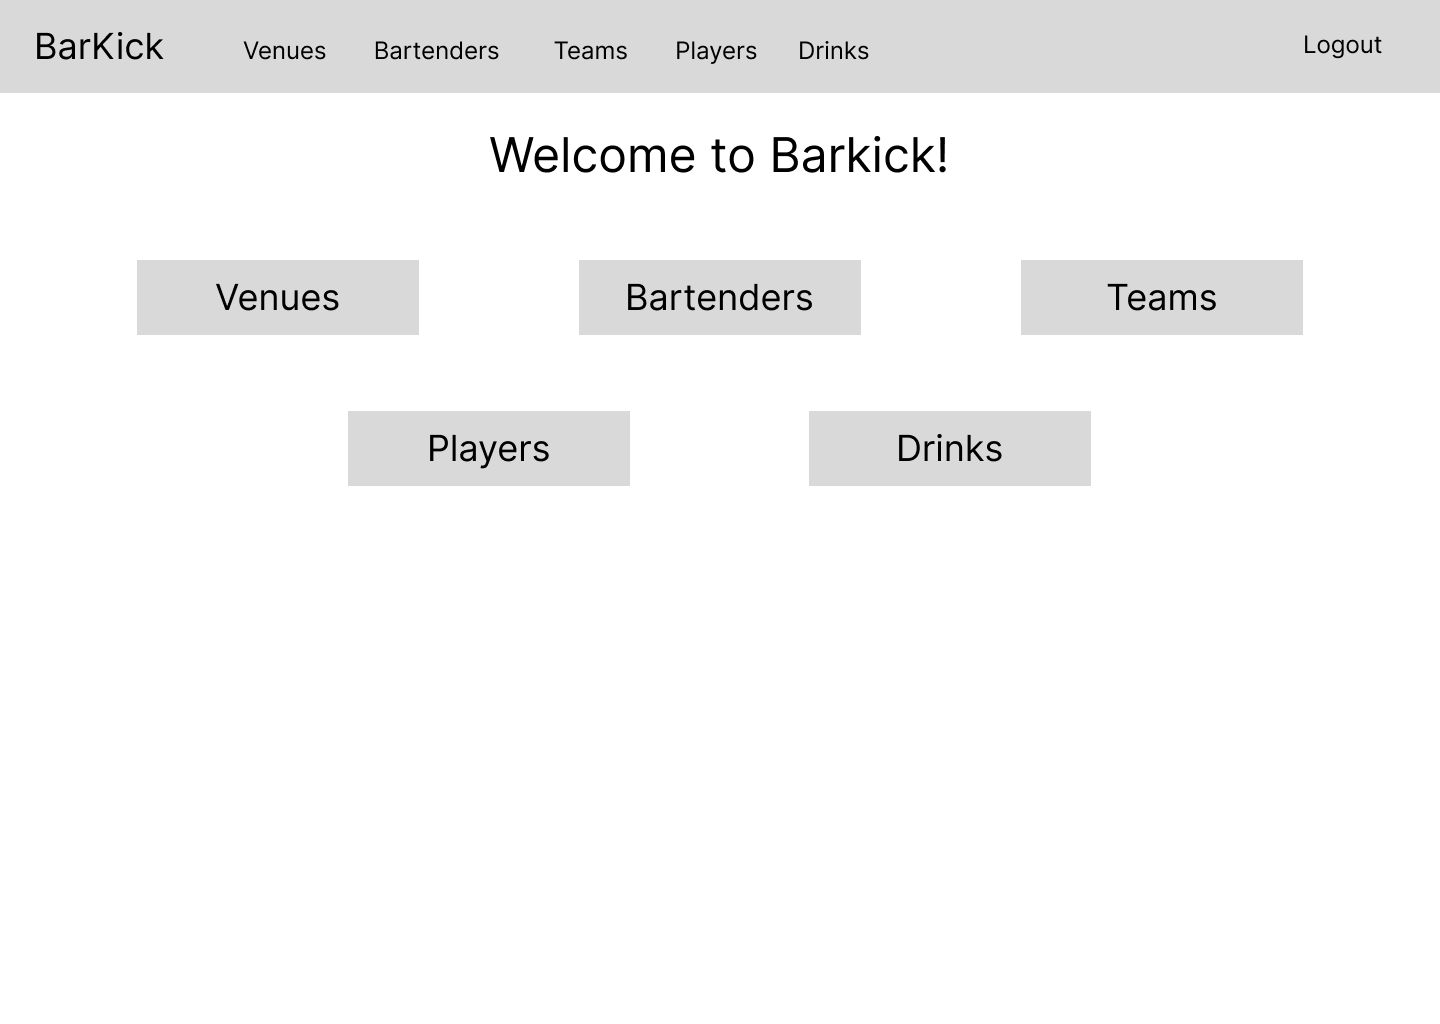 BarKick Venues Bartenders Teams Players Drinks Logout
Welcome to Barkick!
Venues Bartenders Teams
Players Drinks